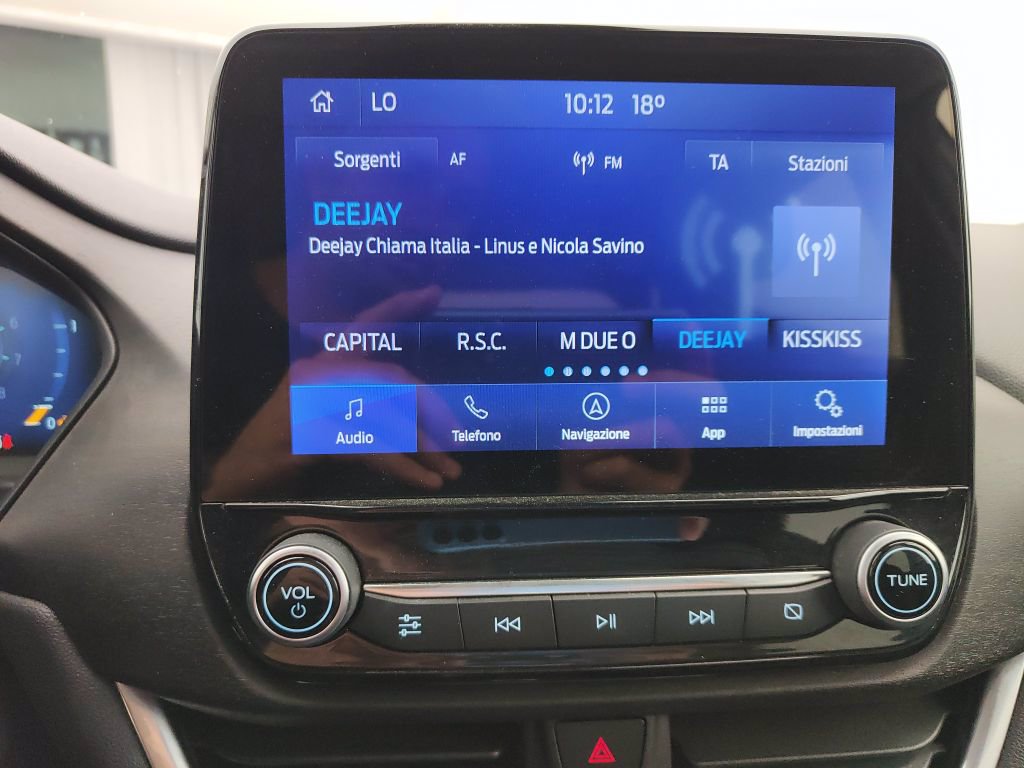 LO 10:12 18º
Sorgenti AF FM TA Stazioni
DEEJAY
Deejay Chiama Italia - Linus e Nicola Savino
CAPITAL R.S.C. M DUE O DEEJAY KISSKISS
Audio Telefono Navigazione App Impostazioni
VOL TUNE